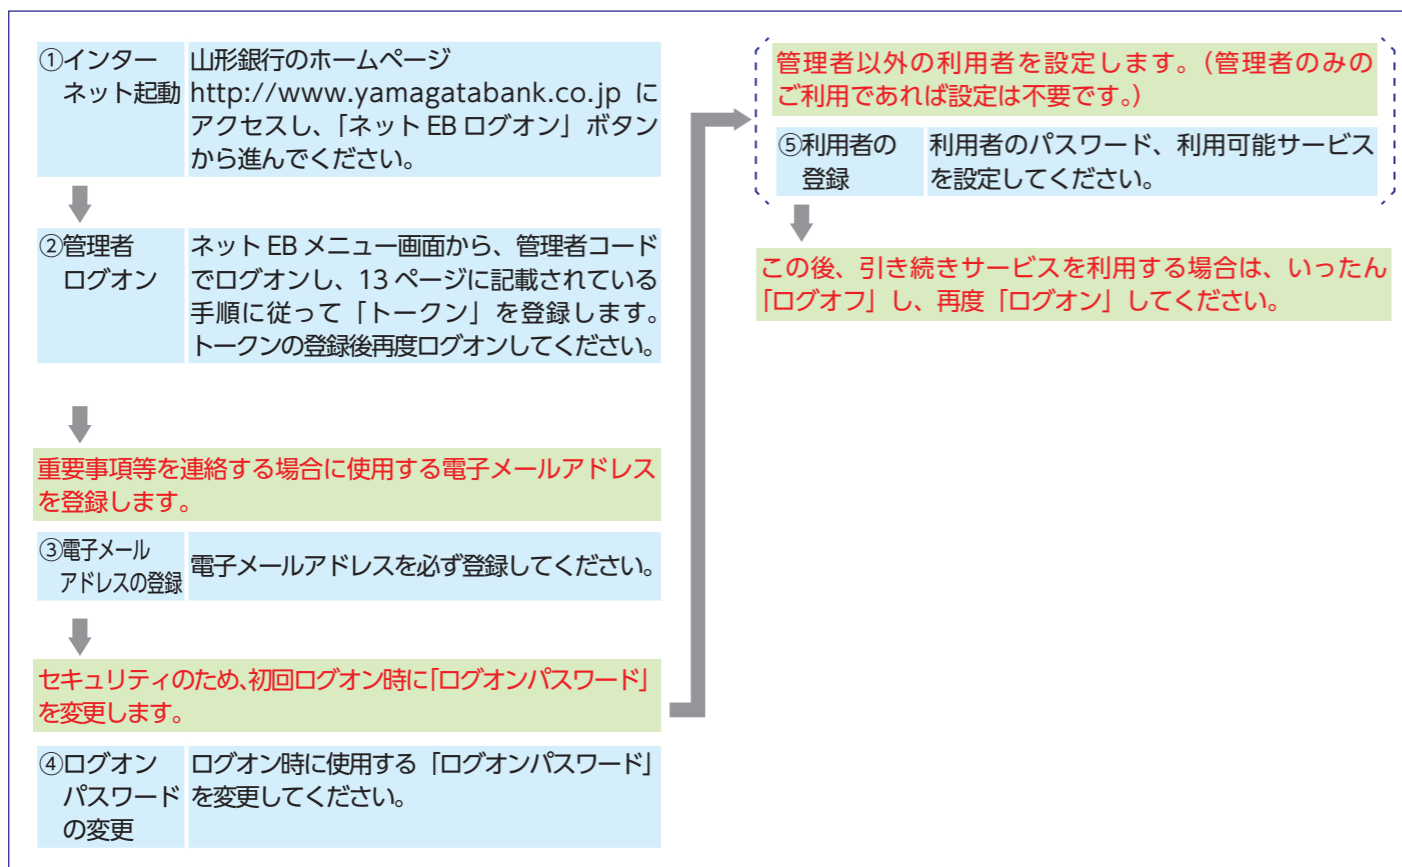 ①インター
ネット起動
山形銀行のホームページ
http://www.yamagatabank.co.jp に
アクセスし、「ネット EB ログオン」ボタン
から進んでください。
②管理者
ログオン
ネット EB メニュー画面から、管理者コード
でログオンし、13 ページに記載されている
手順に従って「トークン」を登録します。
トークンの登録後再度ログオンしてください。
重要事項等を連絡する場合に使用する電子メールアドレス
を登録します。
③電子メール
アドレスの登録
電子メールアドレスを必ず登録してください。
セキュリティのため、初回ログオン時に「ログオンパスワード」
を変更します。
④ログオン
パスワード
の変更
ログオン時に使用する「ログオンパスワード」
を変更してください。
管理者以外の利用者を設定します。（管理者のみの
ご利用であれば設定は不要です。）
⑤利用者の
登録
利用者のパスワード、利用可能サービス
を設定してください。
この後、引き続きサービスを利用する場合は、いったん
「ログオフ」し、再度「ログオン」してください。